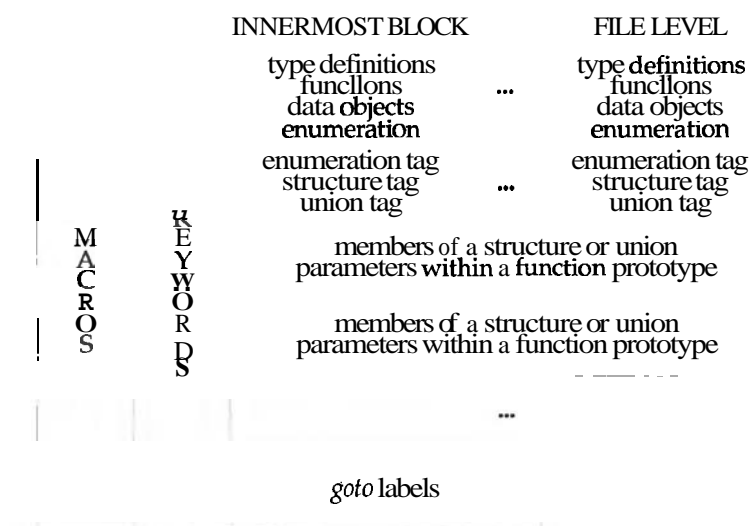 INNERMOST BLOCK FILE LEVEL
type definitions type definitions
funcllons ... funcllons
data objects data objects
enumeration enumeration
enumeration tag enumeration tag
structure tag ... structure tag
union tag union tag
MACROS
KEYWORDS
members of a structure or union
parameters within a function prototype
members of a structure or union
parameters within a function prototype
...
goto labels